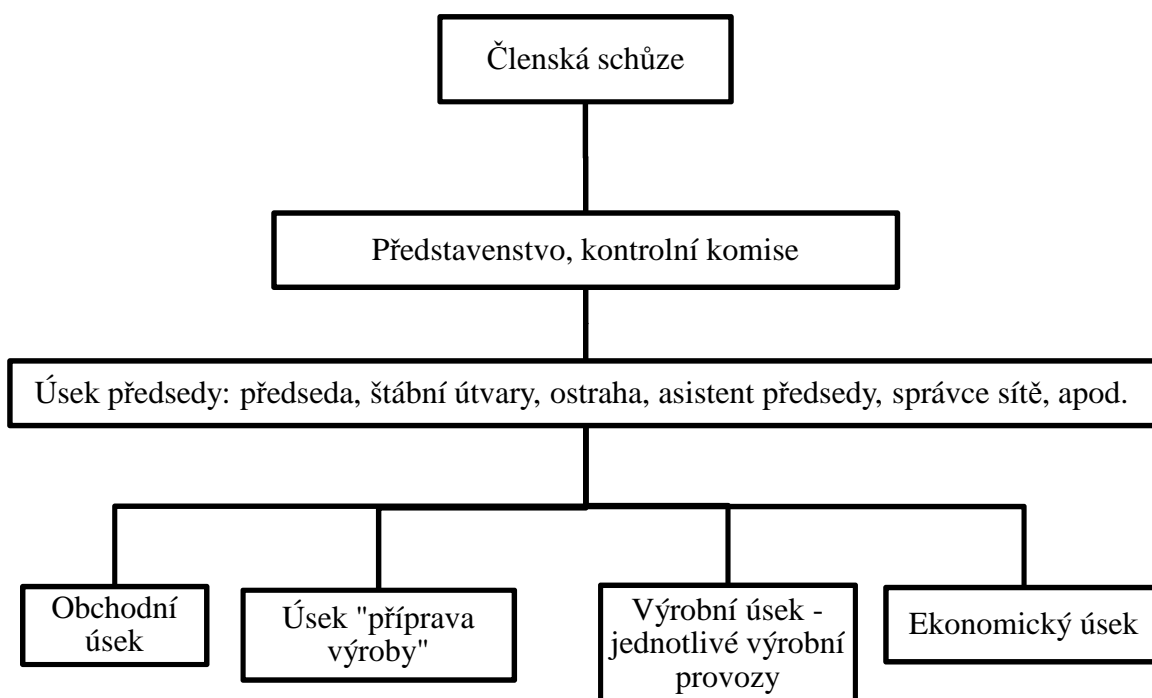 Členská schůze
Představenstvo, kontrolní komise
Úsek předsedy: předseda, štábní útvary, ostraha, asistent předsedy, správce sítě, apod.
Obchodní
úsek
Úsek "příprava
výroby"
Výrobní úsek -
jednotlivé výrobní
provozy
Ekonomický úsek